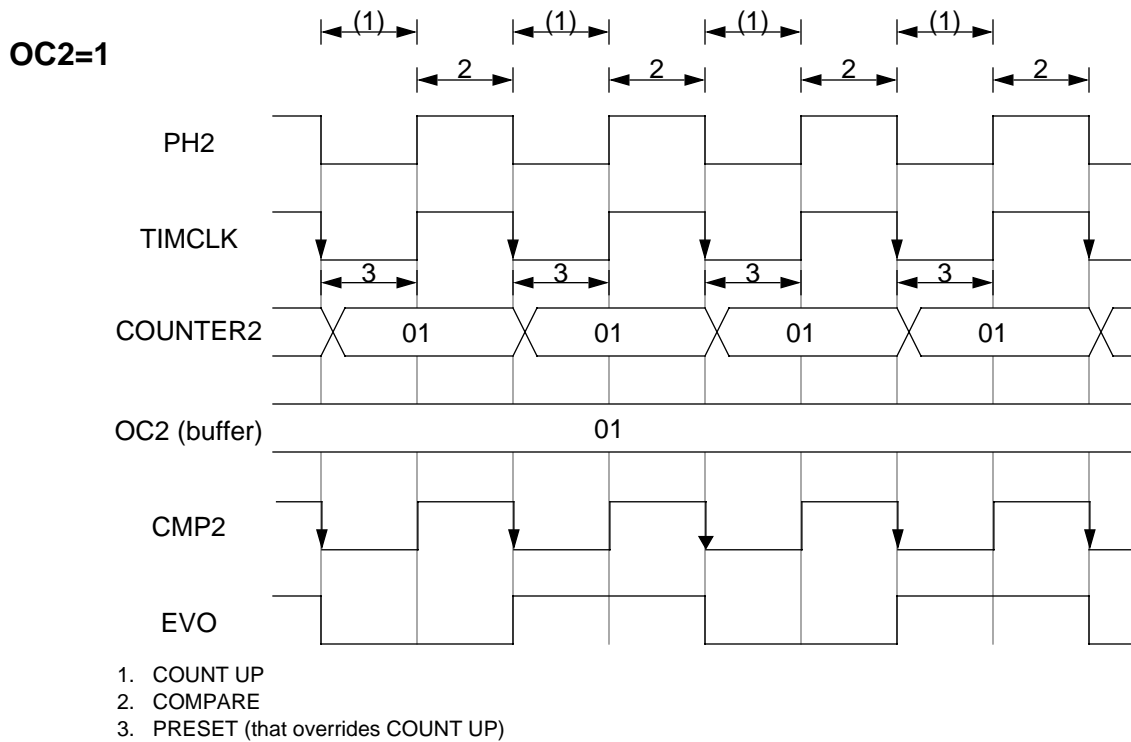 (1) (1) (1) (1)
OC2=1
2 2 2 2
PH2
TIMCLK
3 3 3 3
COUNTER2 01 01 01 01
OC2 (buffer) 01
CMP2
EVO
1. COUNT UP
2. COMPARE
3. PRESET (that overrides COUNT UP)